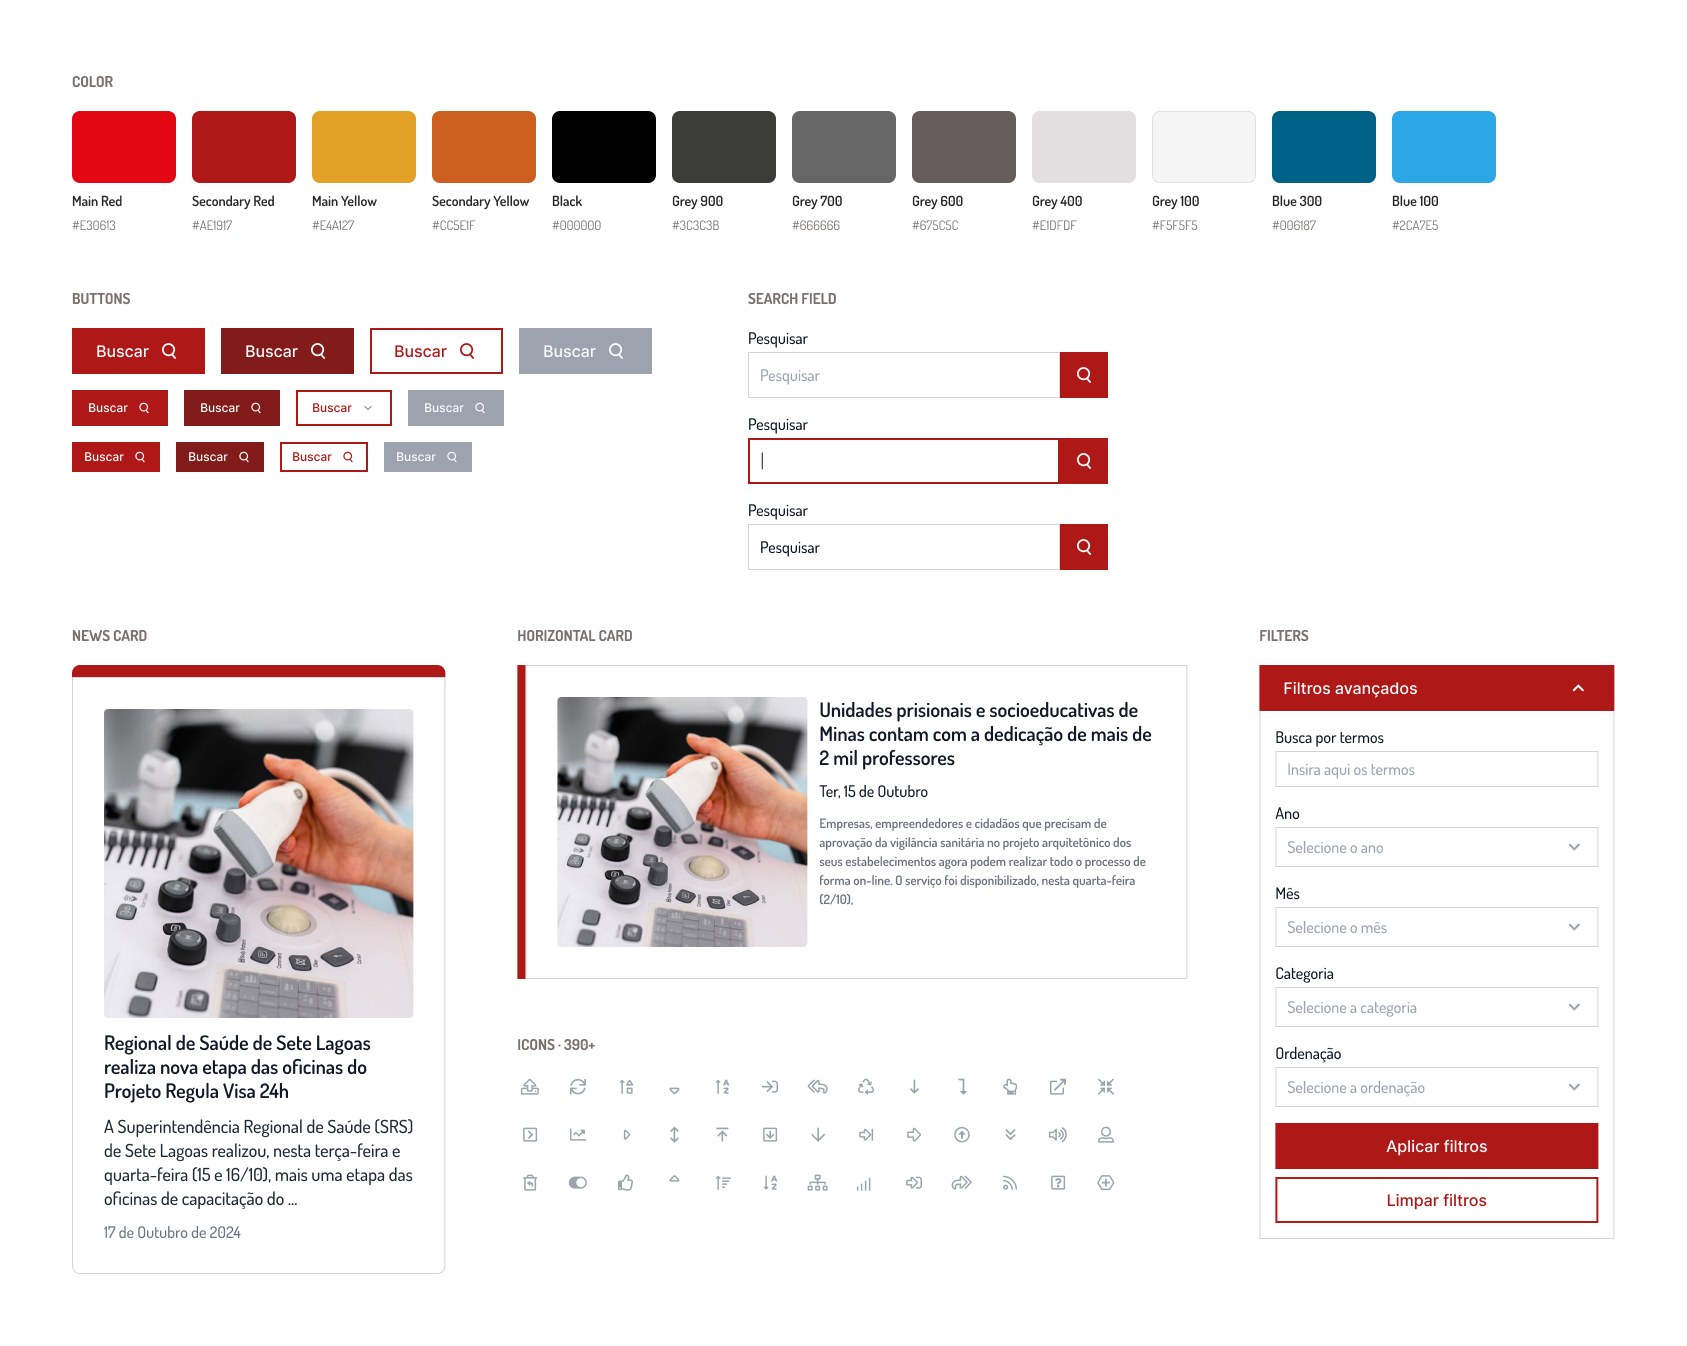 COLOR
Main Red
#E30613
Secondary Red
#AE1917
Main Yellow
#E4A127
Secondary Yellow
#CC5E1F
Black
#000000
Grey 900
#3C3C3B
Grey 700
#666666
Grey 600
#675C5C
Grey 400
#E1DFDF
Grey 100
#F5F5F5
Blue 300
#006187
Blue 100
#2CA7E5
BUTTONS
Buscar
Buscar
Buscar
Buscar
Buscar
Buscar
Buscar
Buscar
Buscar
Buscar
Buscar
Buscar
SEARCH FIELD
Pesquisar
Pesquisar
Pesquisar
Pesquisar
Pesquisar
NEWS CARD
Regional de Saúde de Sete Lagoas
realiza nova etapa das oficinas do
Projeto Regula Visa 24h
A Superintendência Regional de Saúde (SRS)
de Sete Lagoas realizou, nesta terça-feira e
quarta-feira (15 e 16/10), mais uma etapa das
oficinas de capacitação do ...
17 de Outubro de 2024
HORIZONTAL CARD
Unidades prisionais e socioeducativas de
Minas contam com a dedicação de mais de
2 mil professores
Ter, 15 de Outubro
Empresas, empreendedores e cidadãos que precisam de
aprovação da vigilância sanitária no projeto arquitetônico dos
seus estabelecimentos agora podem realizar todo o processo de
forma on-line. O serviço foi disponibilizado, nesta quarta-feira
(2/10),
ICONS · 390+
FILTERS
Filtros avançados
Busca por termos
Insira aqui os termos
Ano
Selecione o ano
Mês
Selecione o mês
Categoria
Selecione a categoria
Ordenação
Selecione a ordenação
Aplicar filtros
Limpar filtros